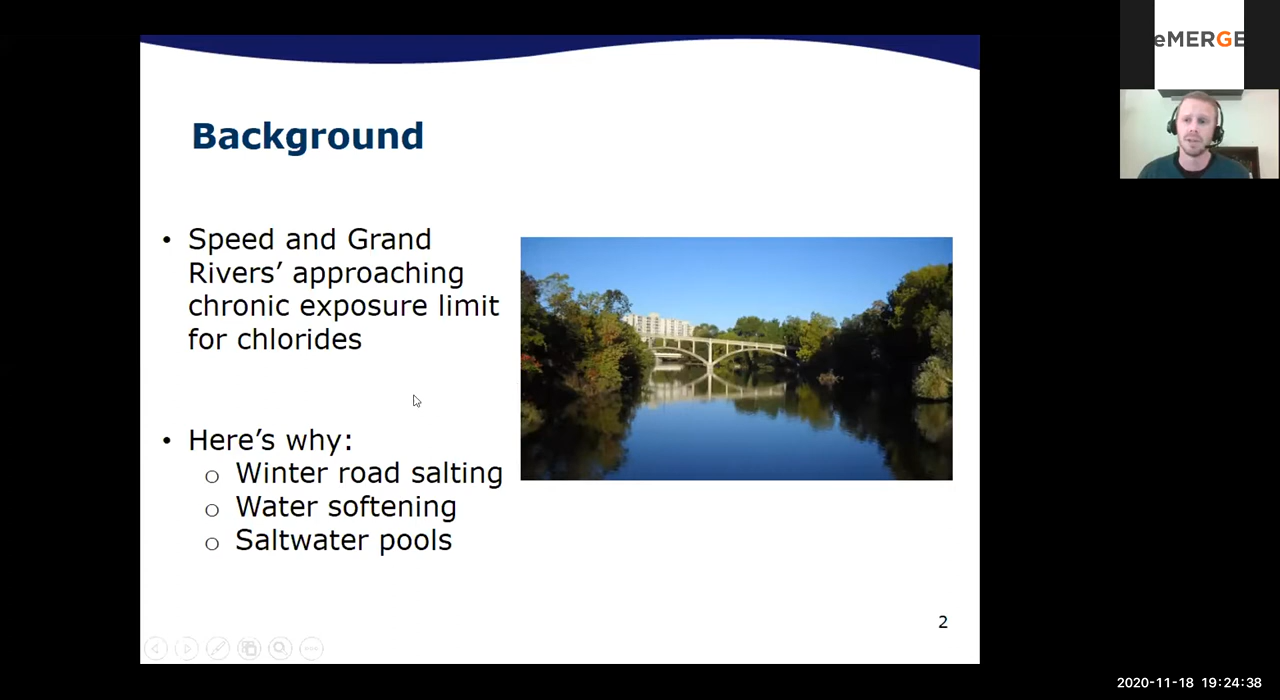 eMERGE
Background
• Speed and Grand
Rivers’ approaching
chronic exposure limit
for chlorides
• Here’s why:
o Winter road salting
o Water softening
o Saltwater pools
2
2020-11-18 19:24:38